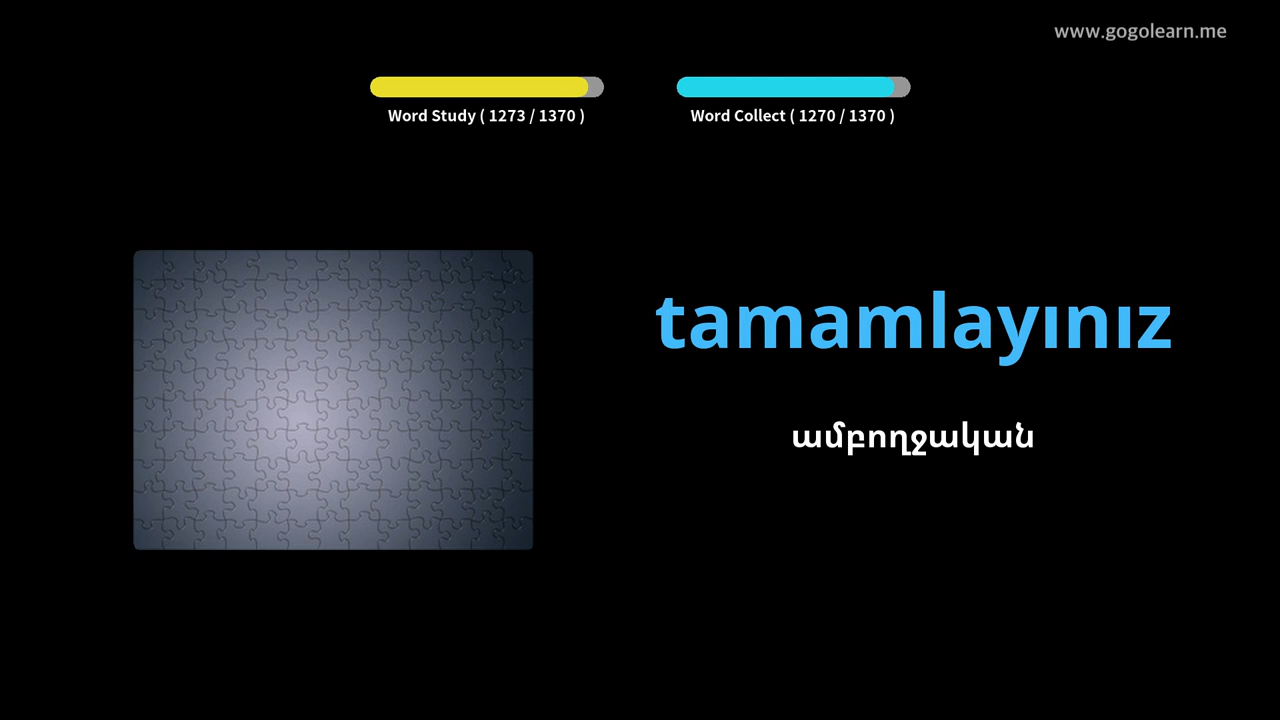 www.gogolearn.me
Word Study ( 1273 / 1370 )
Word Collect ( 1270 / 1370 )
tamamlayınız
ամբողջական